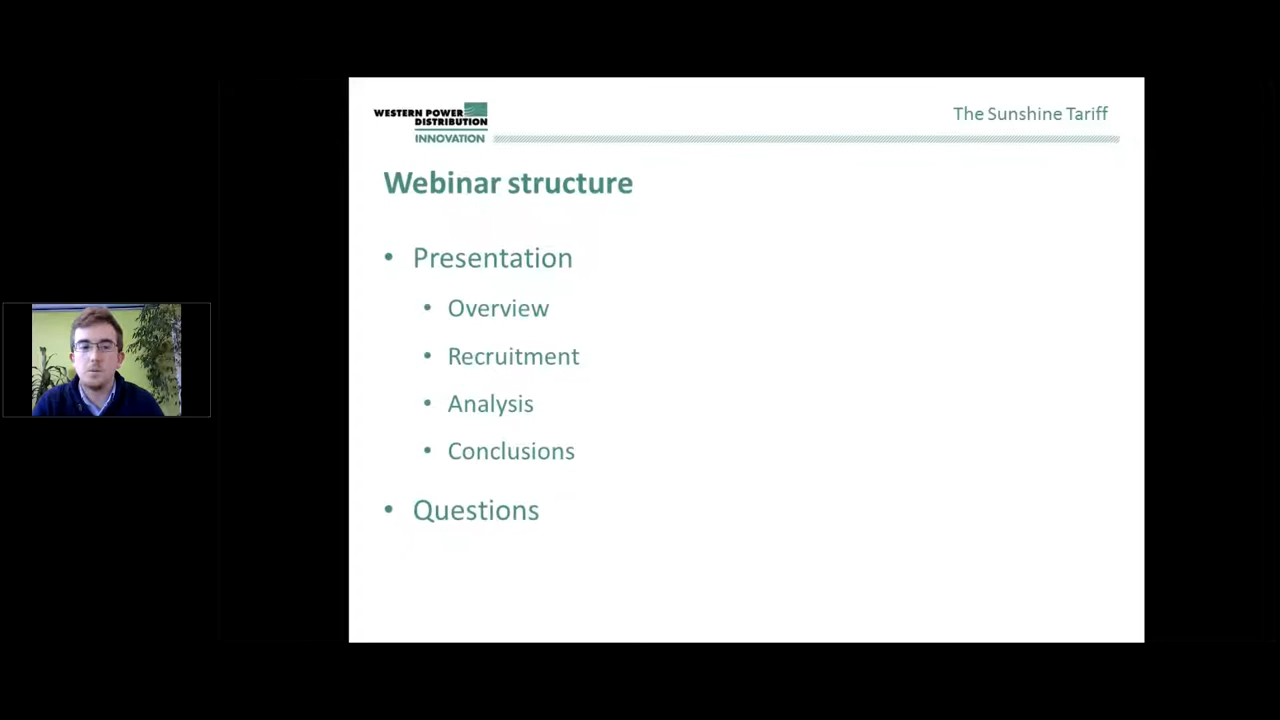 WESTERN POWER
DISTRIBUTION
INNOVATION
The Sunshine Tariff
Webinar structure
• Presentation
• Overview
• Recruitment
• Analysis
• Conclusions
• Questions